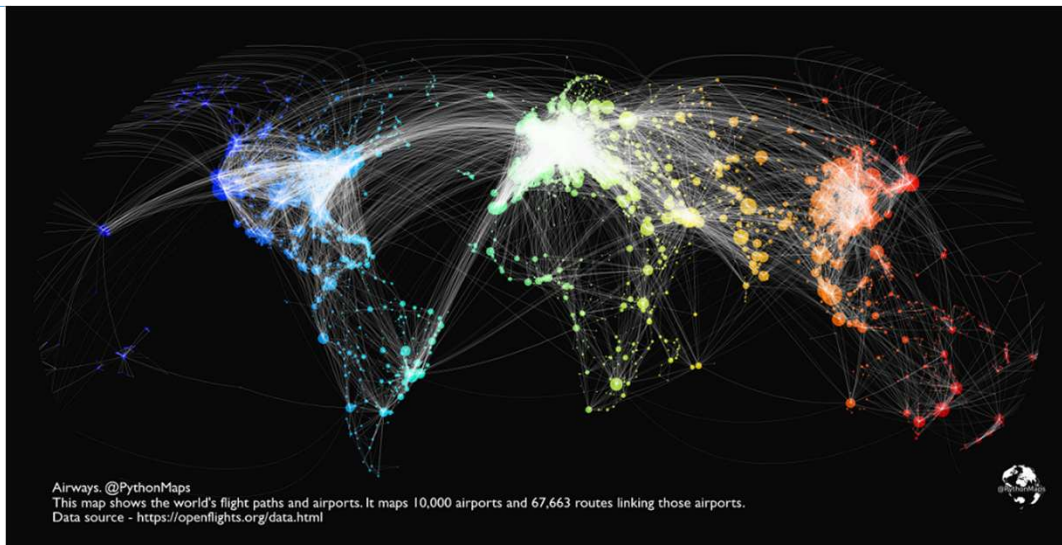 Airways. @PythonMaps
This map shows the world's flight paths and airports. It maps 10,000 airports and 67,663 routes linking those airports.
Data source - https://openflights.org/data.html
@PythonMaps